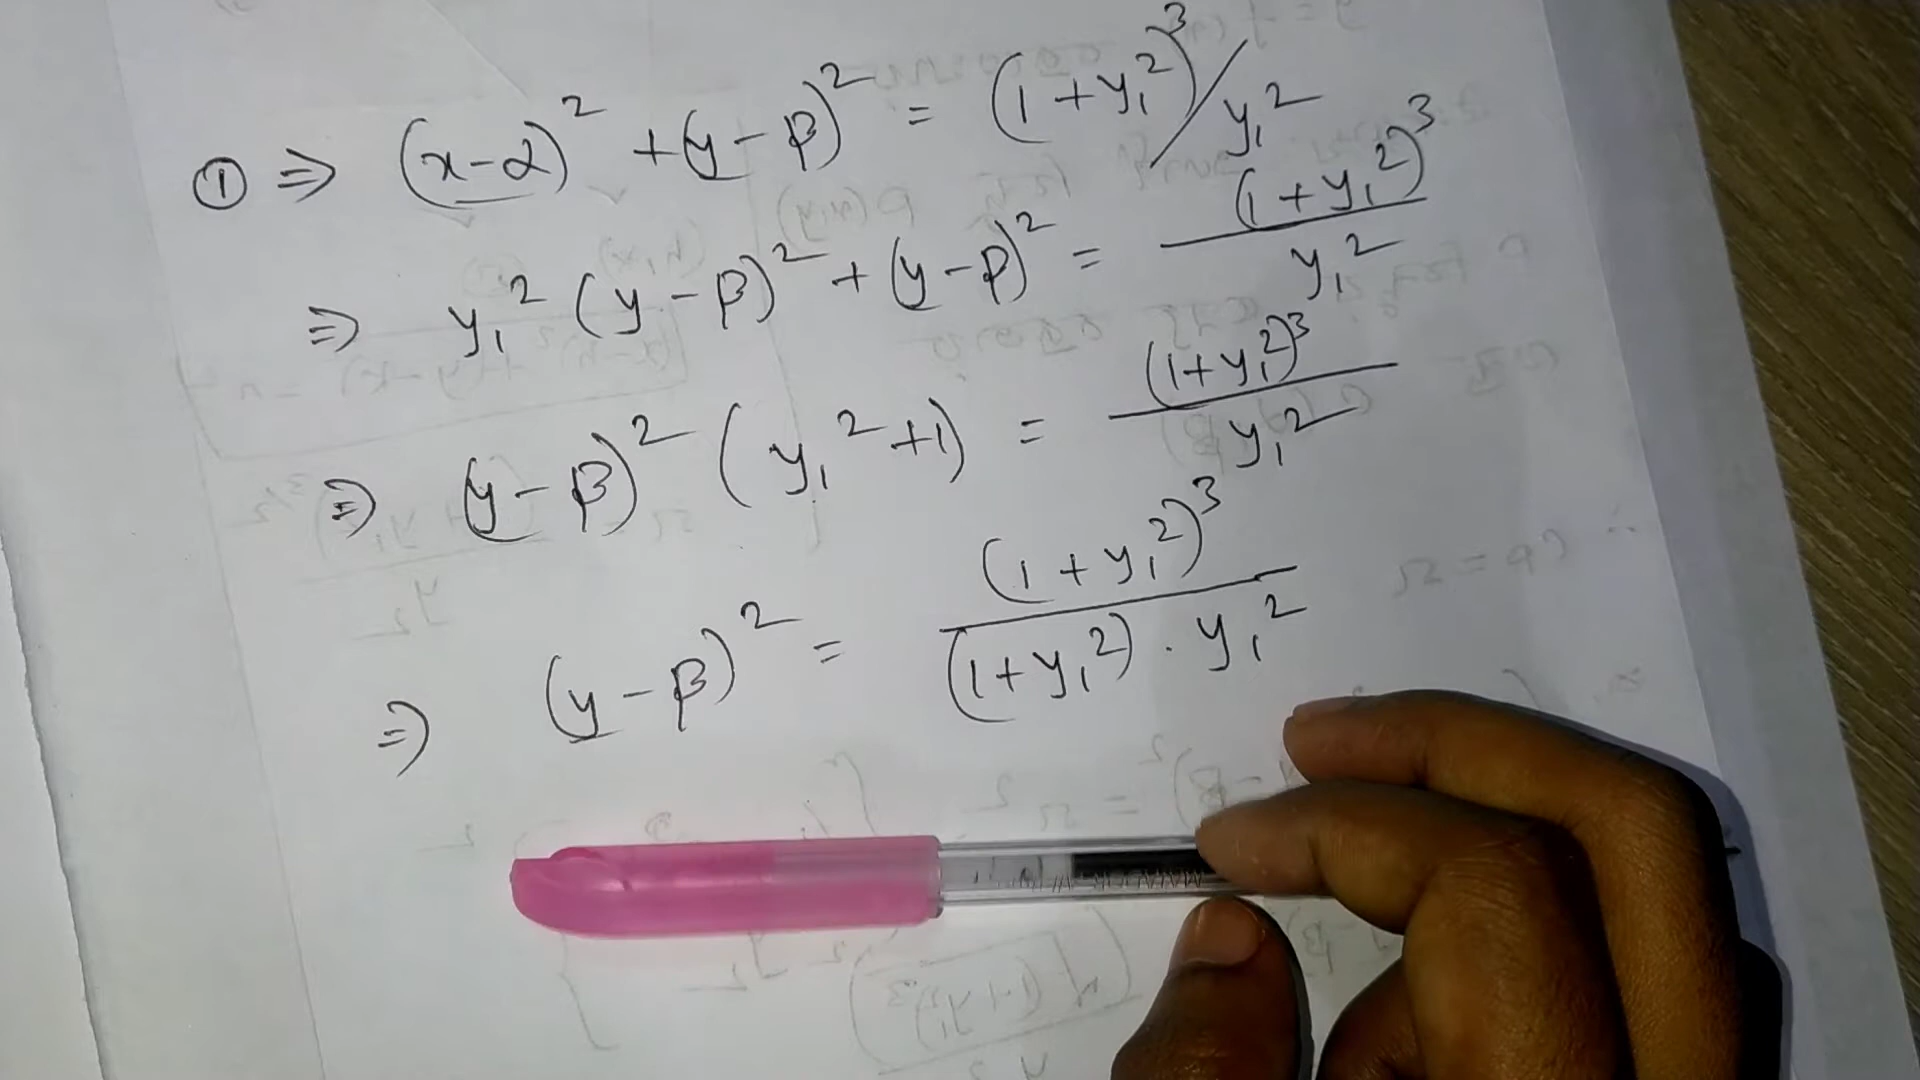 ① ⇒ (x-α)² + (y-β)² = (1+y₁²)³/y₁²
⇒ y₁² (y-β)² + (y-β)² = (1+y₁²)³/y₁²
⇒ (y-β)² (y₁²+1) = (1+y₁²)³/y₁²
⇒ (y-β)² = (1+y₁²)³/(1+y₁²)·y₁²